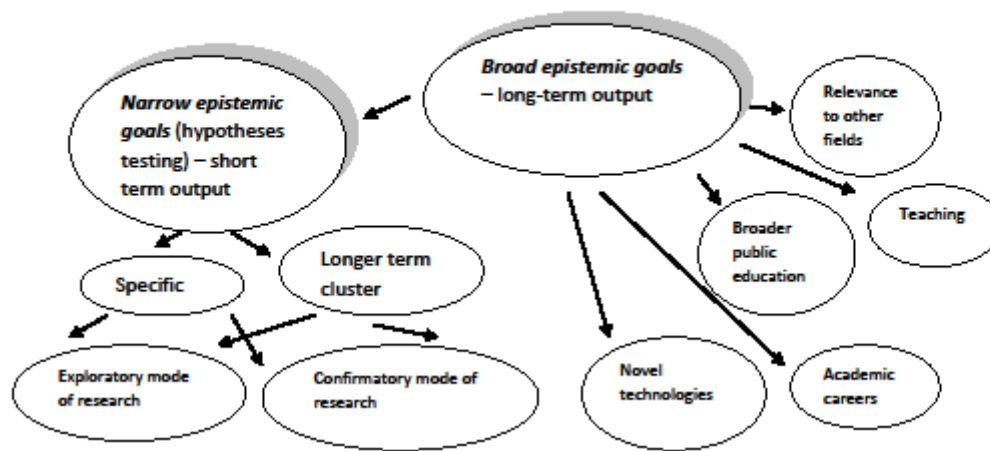 Narrow epistemic
goals (hypotheses
testing) – short
term output
Broad epistemic goals
– long-term output
Relevance
to other
fields
Teaching
Broader
public
education
Specific
Longer term
cluster
Exploratory mode
of research
Confirmatory mode of
research
Novel
technologies
Academic
careers